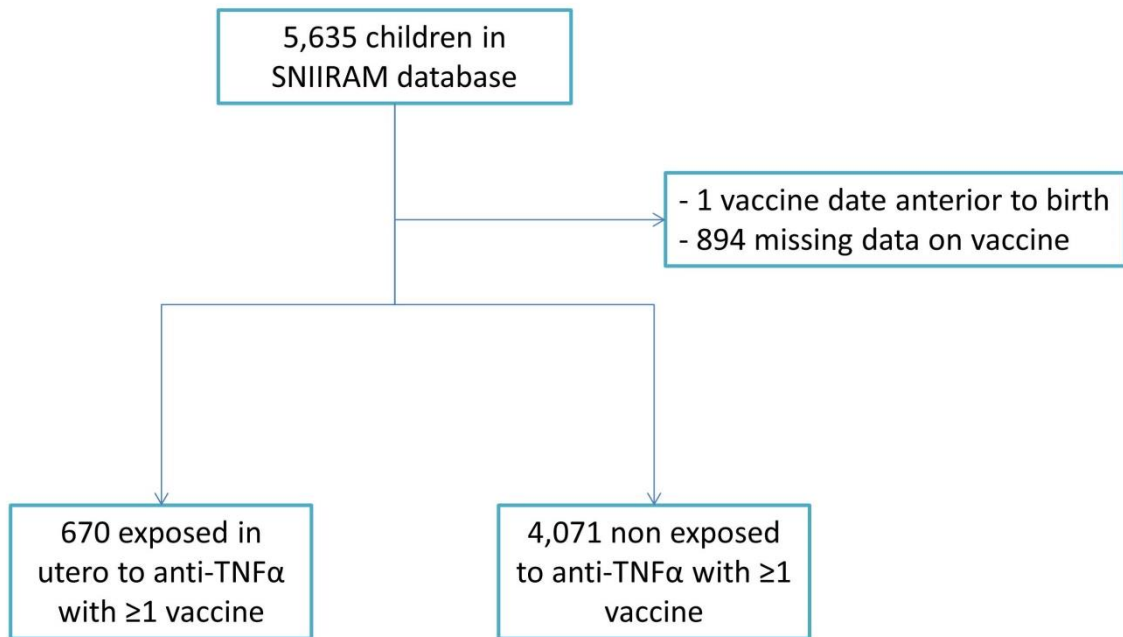 5,635 children in
SNIIRAM database
- 1 vaccine date anterior to birth
- 894 missing data on vaccine
670 exposed in
utero to anti-TNFα
with ≥1 vaccine
4,071 non exposed
to anti-TNFα with ≥1
vaccine